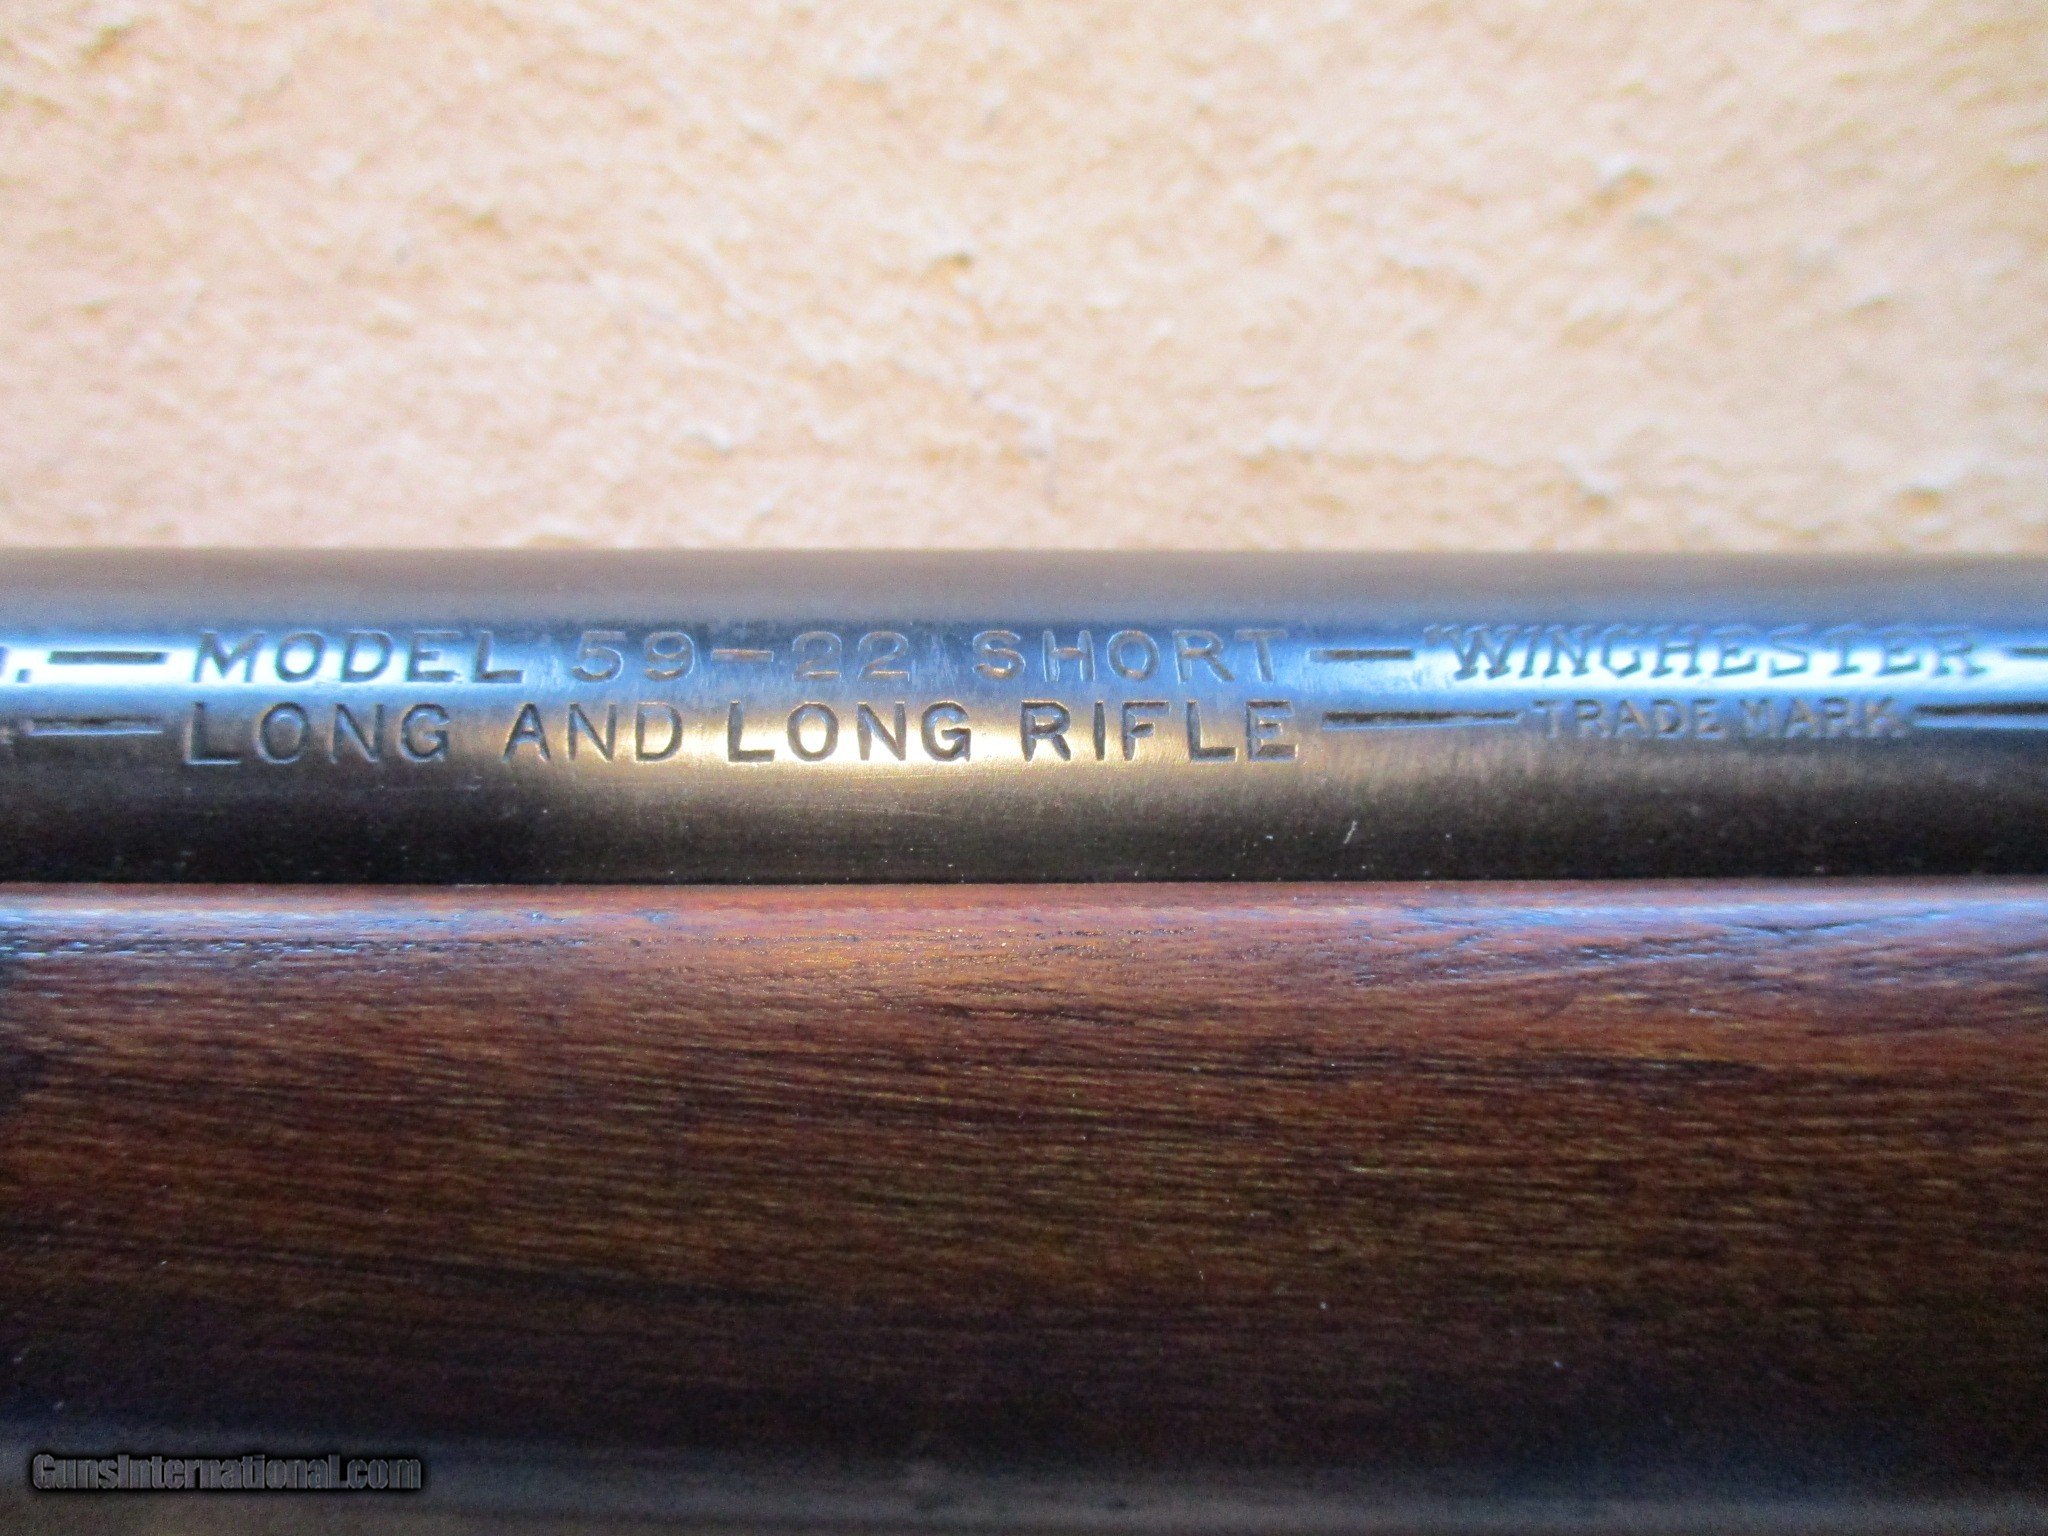 — MODEL 59-22 SHORT — WINCHESTER —
— LONG AND LONG RIFLE — TRADE MARK —
GunsInternational.com